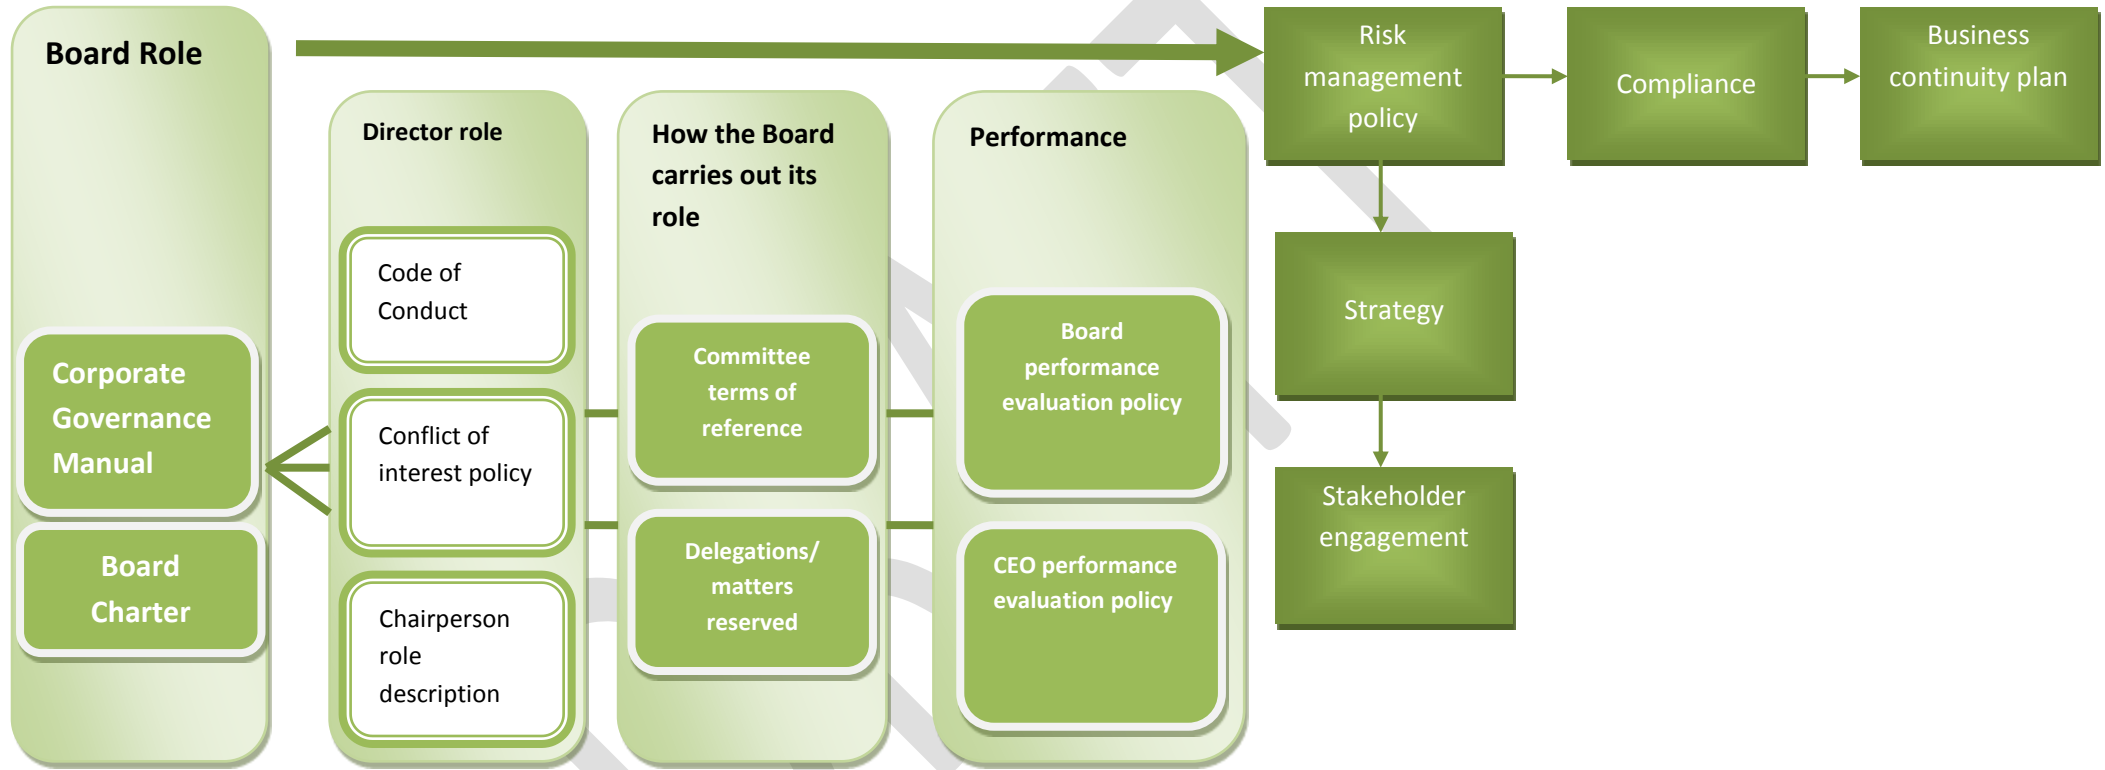 Board Role
Corporate
Governance
Manual
Board
Charter
Director role
Code of
Conduct
Conflict of
interest policy
Chairperson
role
description
How the Board
carries out its
role
Committee
terms of
reference
Delegations/
matters
reserved
Performance
Board
performance
evaluation policy
CEO performance
evaluation policy
Risk
management
policy
Compliance
Business
continuity plan
Strategy
Stakeholder
engagement